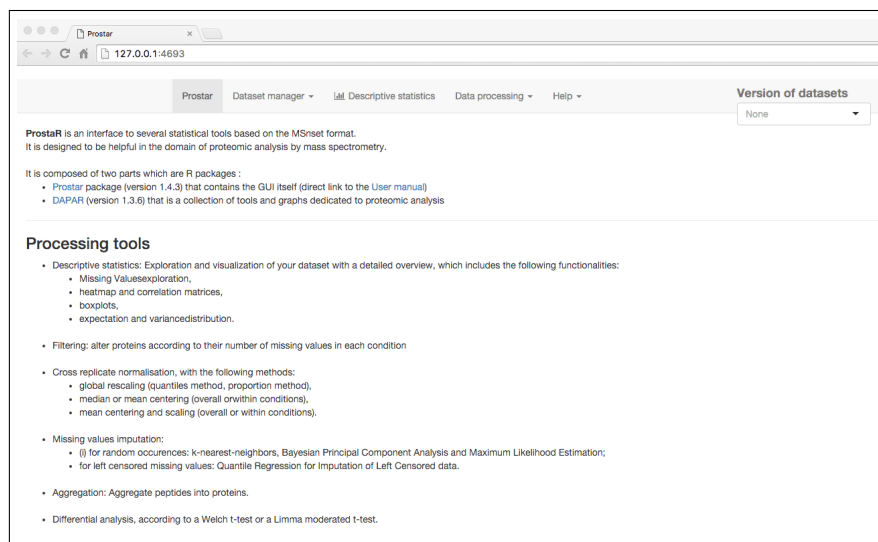 Prostar
127.0.0.1:4693
Prostar Dataset manager Descriptive statistics Data processing Help
Version of datasets
None
ProstaR is an interface to several statistical tools based on the MSnset format.
It is designed to be helpful in the domain of proteomic analysis by mass spectrometry.
It is composed of two parts which are R packages :
• Prostar package (version 1.4.3) that contains the GUI itself (direct link to the User manual)
• DAPAR (version 1.3.6) that is a collection of tools and graphs dedicated to proteomic analysis
Processing tools
• Descriptive statistics: Exploration and visualization of your dataset with a detailed overview, which includes the following functionalities:
• Missing Valuesexploration,
• heatmap and correlation matrices,
• boxplots,
• expectation and variancedistribution.
• Filtering: alter proteins according to their number of missing values in each condition
• Cross replicate normalisation, with the following methods:
• global rescaling (quantiles method, proportion method),
• median or mean centering (overall orwithin conditions),
• mean centering and scaling (overall or within conditions).
• Missing values imputation:
• (i) for random occurences: k-nearest-neighbors, Bayesian Principal Component Analysis and Maximum Likelihood Estimation;
• for left censored missing values: Quantile Regression for Imputation of Left Censored data.
• Aggregation: Aggregate peptides into proteins.
• Differential analysis, according to a Welch t-test or a Limma moderated t-test.